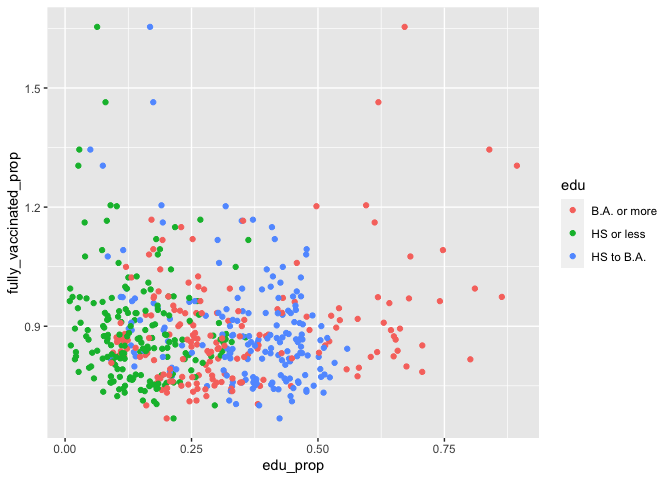 1.5
1.2
0.9
fully_vaccinated_prop
0.00
0.25
0.50
0.75
edu_prop
edu
B.A. or more
HS or less
HS to B.A.